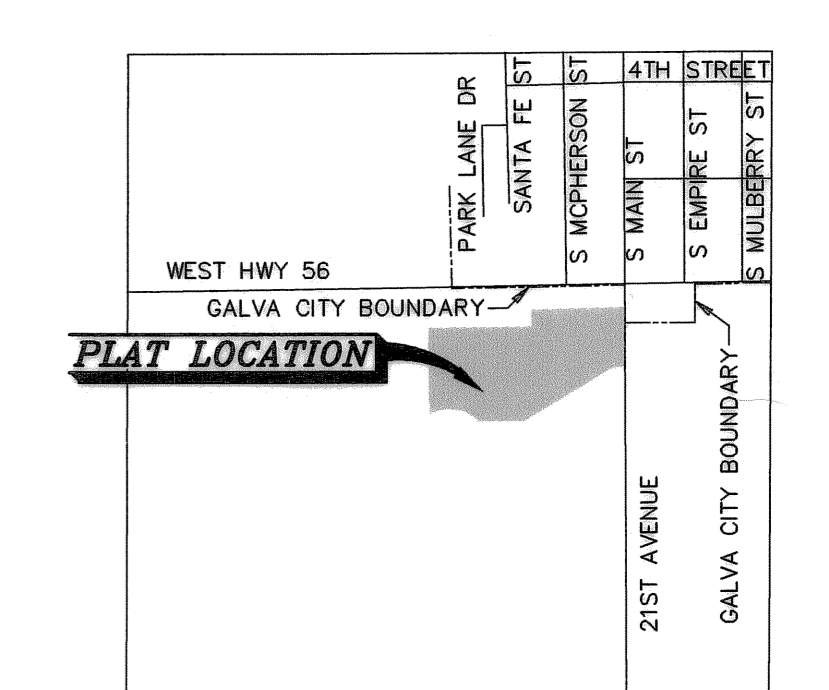 4TH STREET
PARK LANE DR
SANTA FE ST
S MCPHERSON ST
S MAIN ST
S EMPIRE ST
S MULBERRY ST
WEST HWY 56
GALVA CITY BOUNDARY
PLAT LOCATION
21ST AVENUE
GALVA CITY BOUNDARY